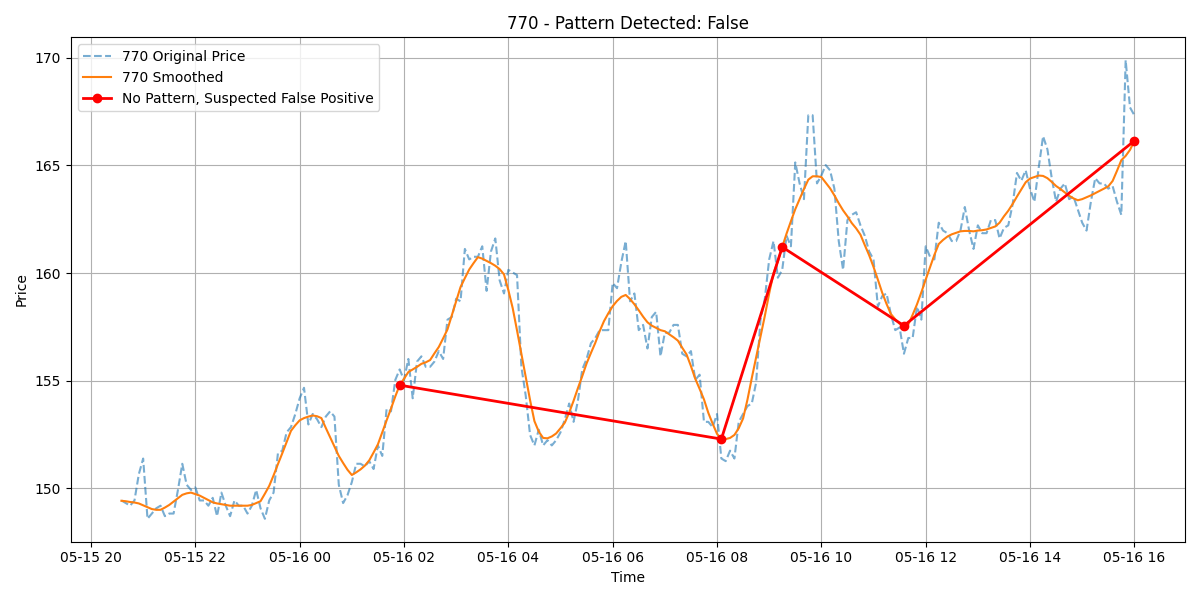 770 - Pattern Detected: False
770 Original Price
770 Smoothed
No Pattern, Suspected False Positive
Price
170
165
160
155
150
05-15 20 05-15 22 05-16 00 05-16 02 05-16 04 05-16 06 05-16 08 05-16 10 05-16 12 05-16 14 05-16 16
Time